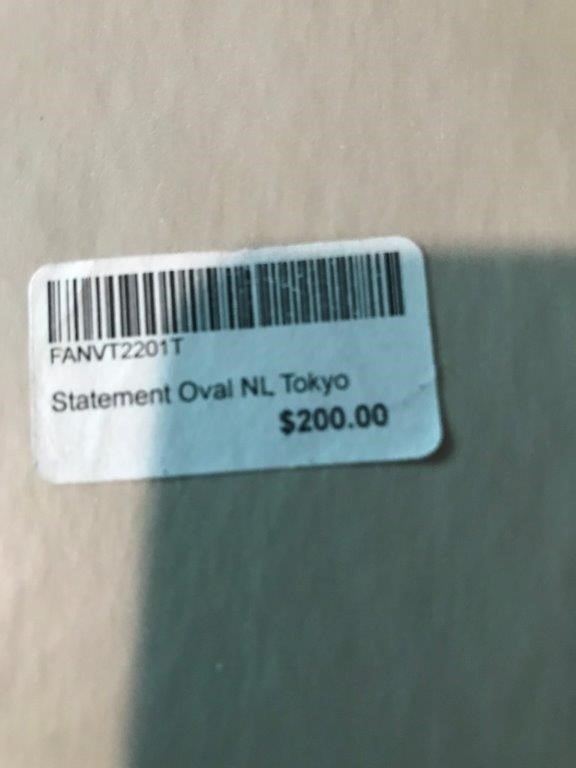 FANVT2201T
Statement Oval NL Tokyo
$200.00